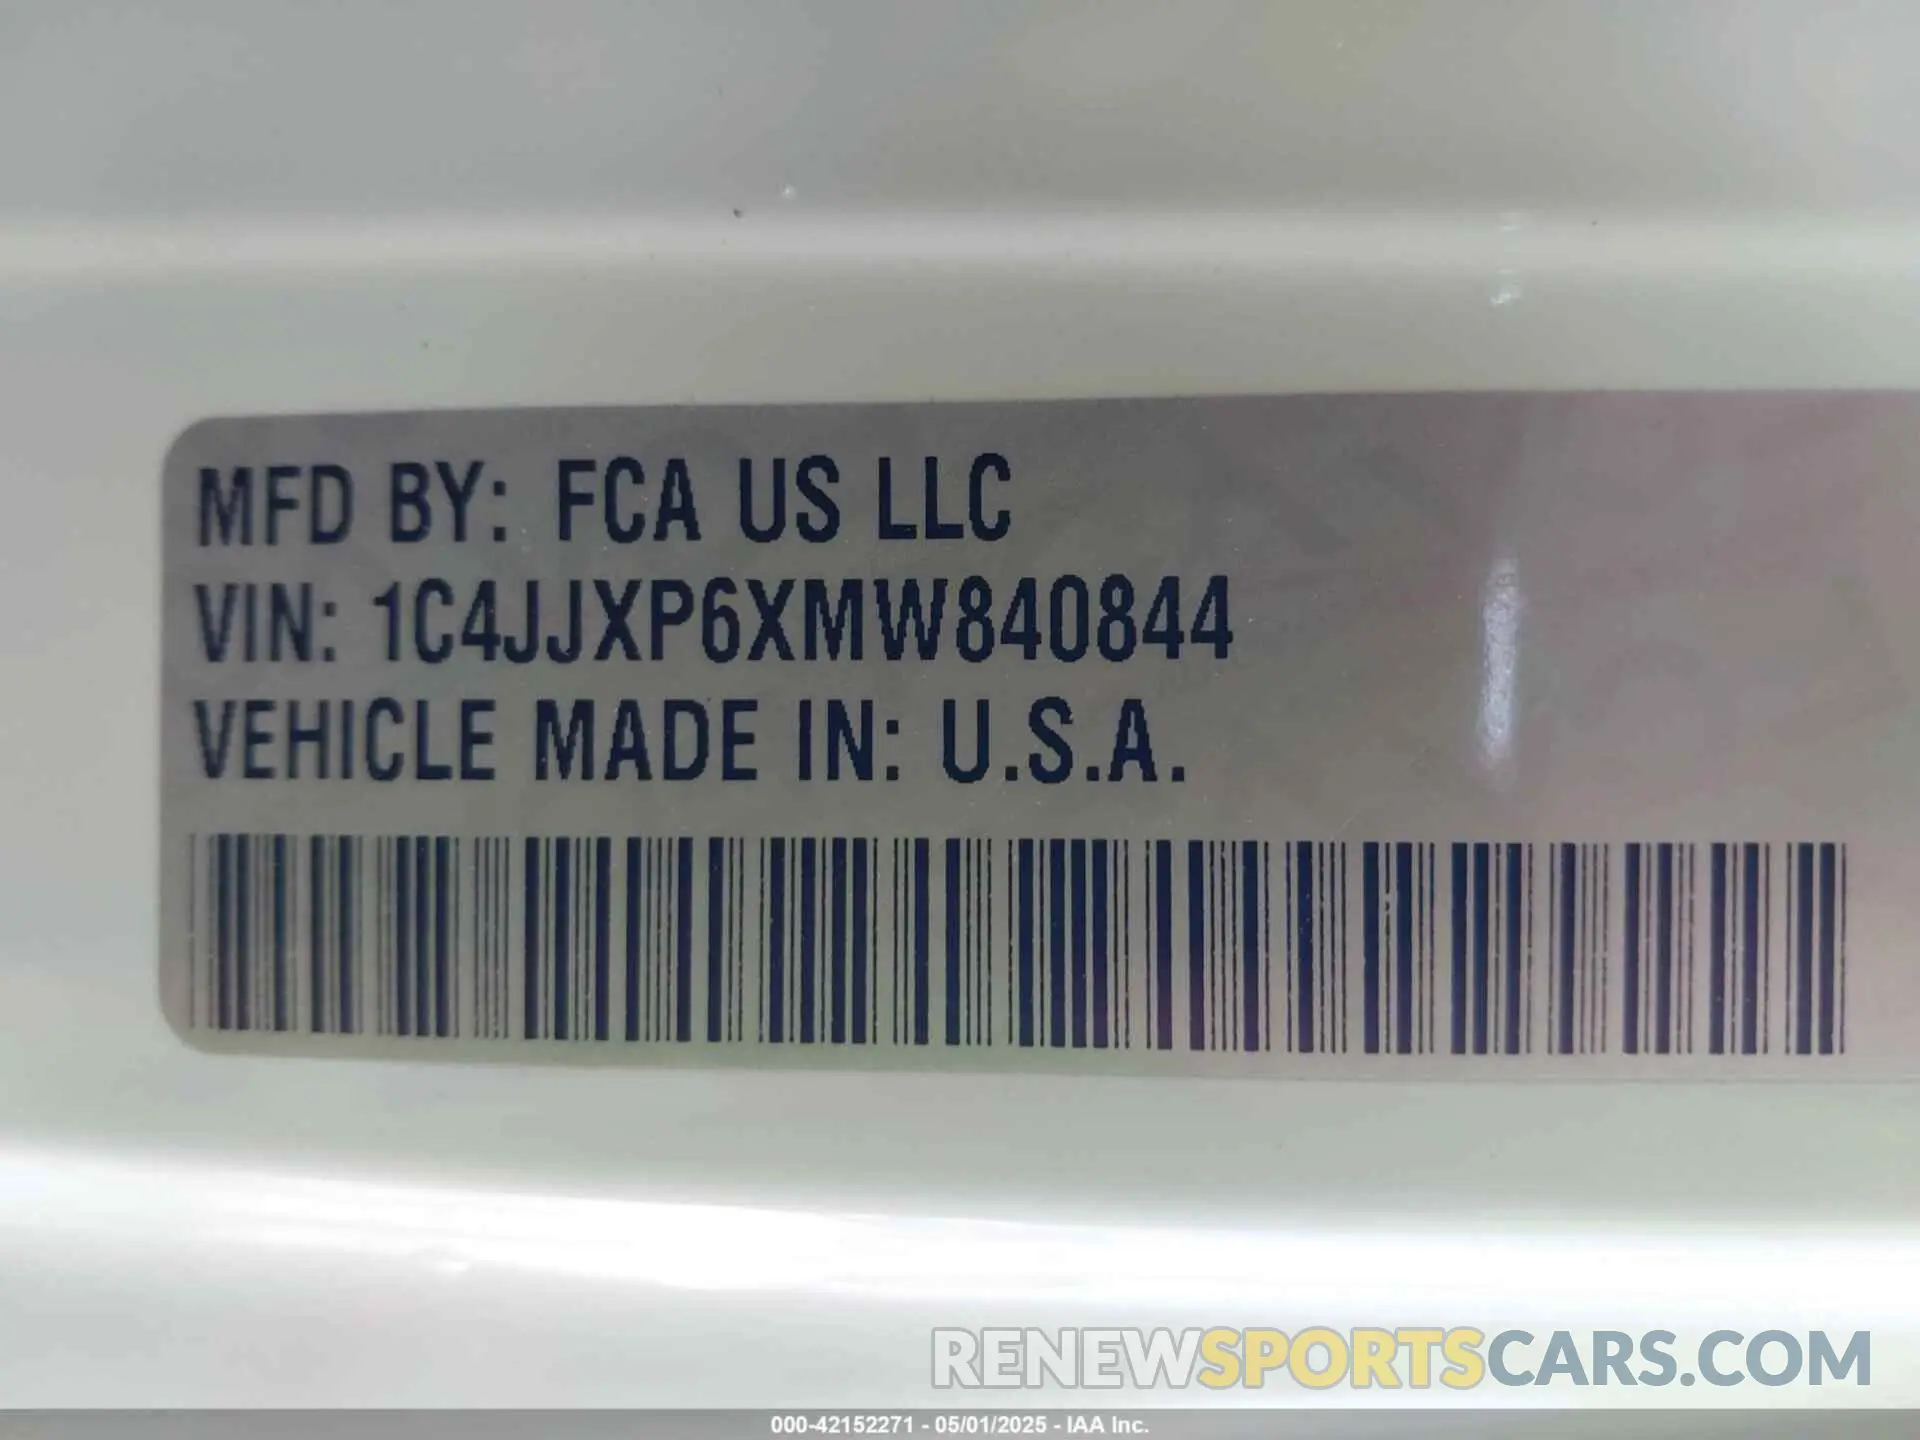 MFD BY: FCA US LLC
VIN: 1C4JJXP6XMW840844
VEHICLE MADE IN: U.S.A.
RENEWSPORTSCARS.COM
000-42152271 - 05/01/2025 - IAA Inc.